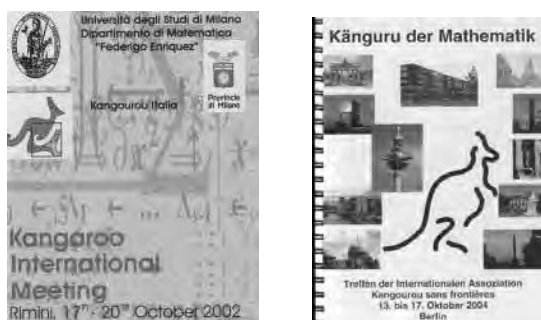 Università degli Studi di Milano
Dipartimento di Matematica
"Federigo Enriquez"
Provincia
di Milano
Kangourou Italia
Kangaroo
International
Meeting
Rimini, 17th - 20th October 2002
Känguru der Mathematik
Treffen der Internationalen Assoziation
Kangourou sans frontières
13. bis 17. Oktober 2004
Berlin